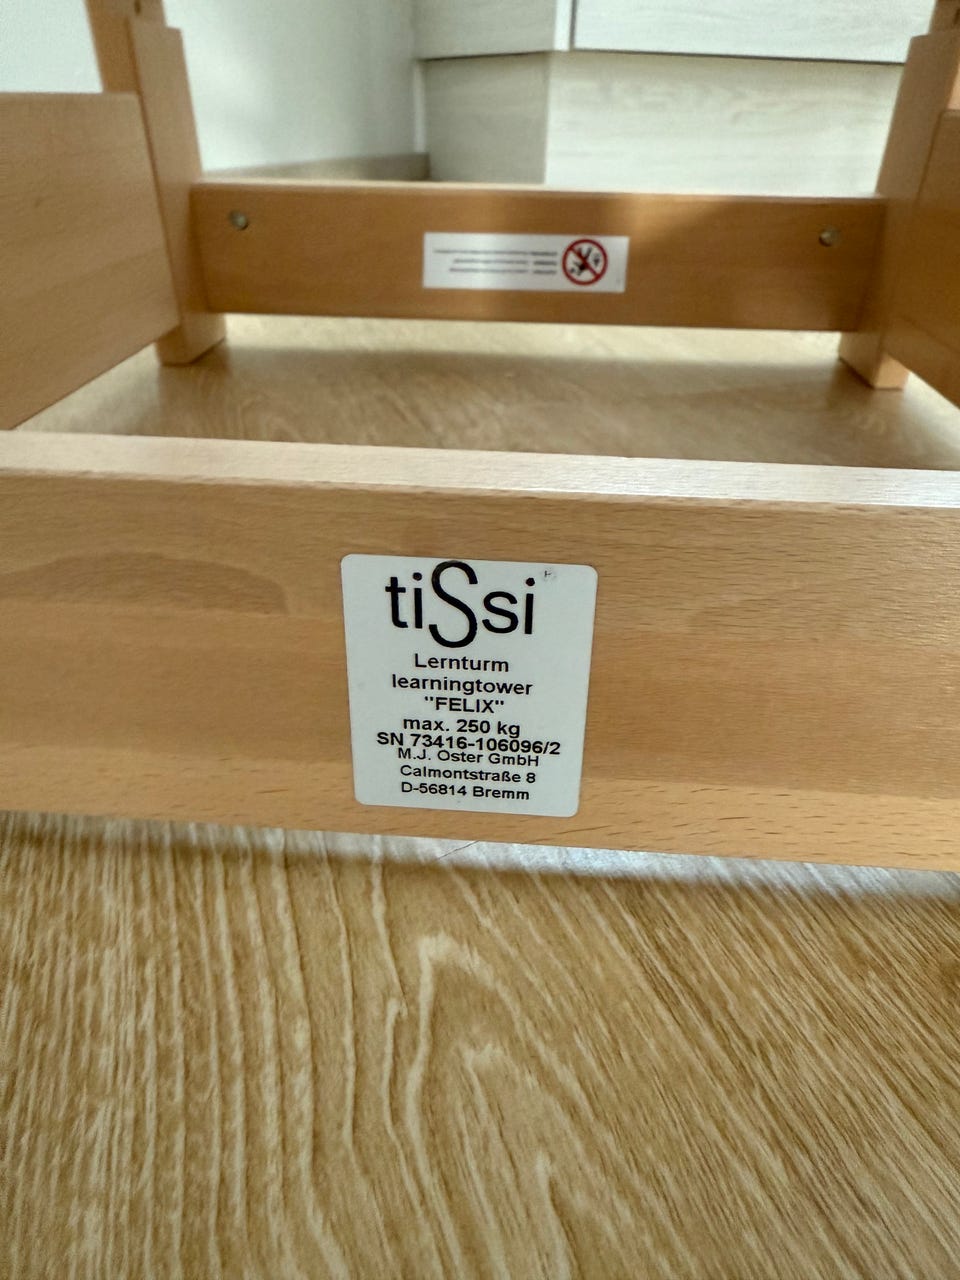 tiSsi
Lernturm
learningtower
"FELIX"
max. 250 kg
SN 73416-106096/2
M.J. Oster GmbH
Calmontstraße 8
D-56814 Bremm